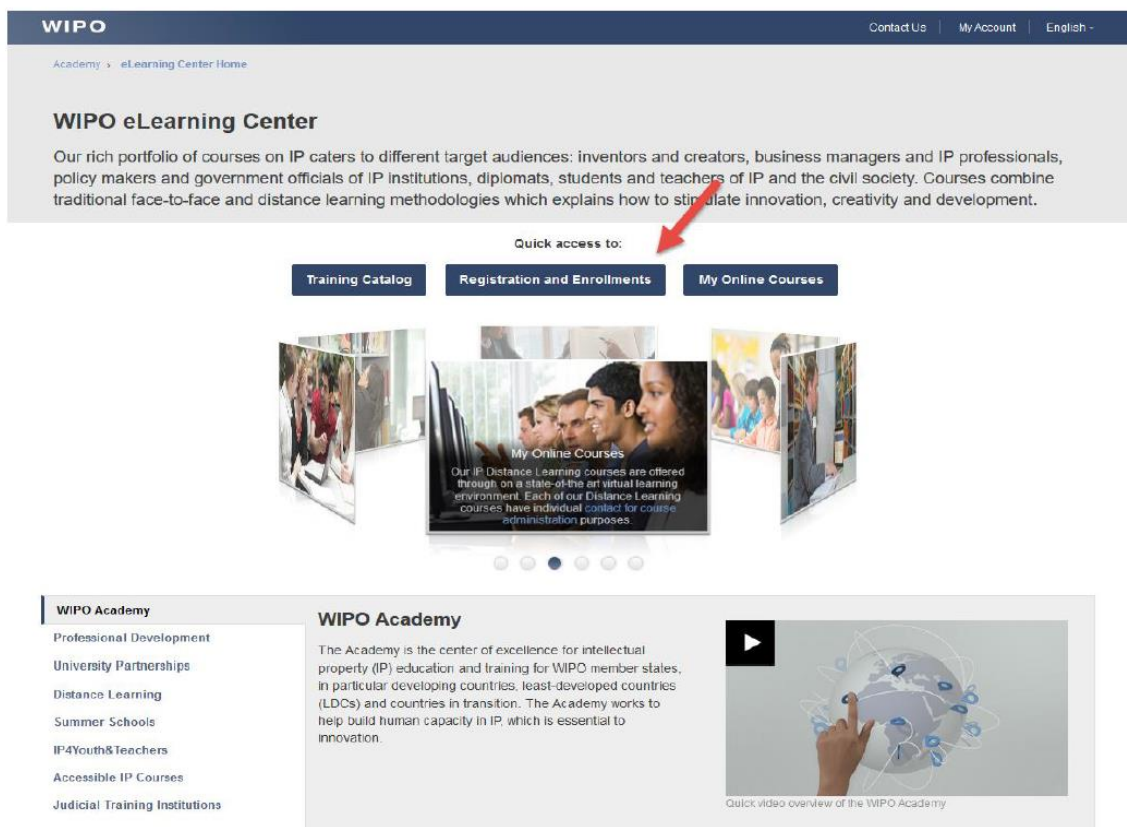 WIPO
Contact Us
My Account
English
Academy › eLearning Center Home
WIPO eLearning Center
Our rich portfolio of courses on IP caters to different target audiences: inventors and creators, business managers and IP professionals,
policy makers and government officials of IP institutions, diplomats, students and teachers of IP and the civil society. Courses combine
traditional face-to-face and distance learning methodologies which explains how to stimulate innovation, creativity and development.
Quick access to:
Training Catalog
Registration and Enrollments
My Online Courses
My Online Courses
Our IP Distance Learning courses are offered
through on a state-of-the art virtual learning
environment. Each of our Distance Learning
courses have individual contact for course
administration purposes.
WIPO Academy
Professional Development
University Partnerships
Distance Learning
Summer Schools
IP4Youth&Teachers
Accessible IP Courses
Judicial Training Institutions
WIPO Academy
The Academy is the center of excellence for intellectual
property (IP) education and training for WIPO member states,
in particular developing countries, least-developed countries
(LDCs) and countries in transition. The Academy works to
help build human capacity in IP, which is essential to
innovation.
Quick video overview of the WIPO Academy